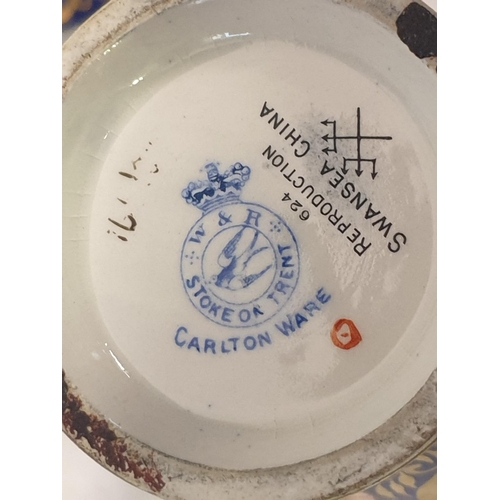 624
REPRODUCTION
SWANSEA CHINA
W & R
STOKE ON TRENT
CARLTON WARE